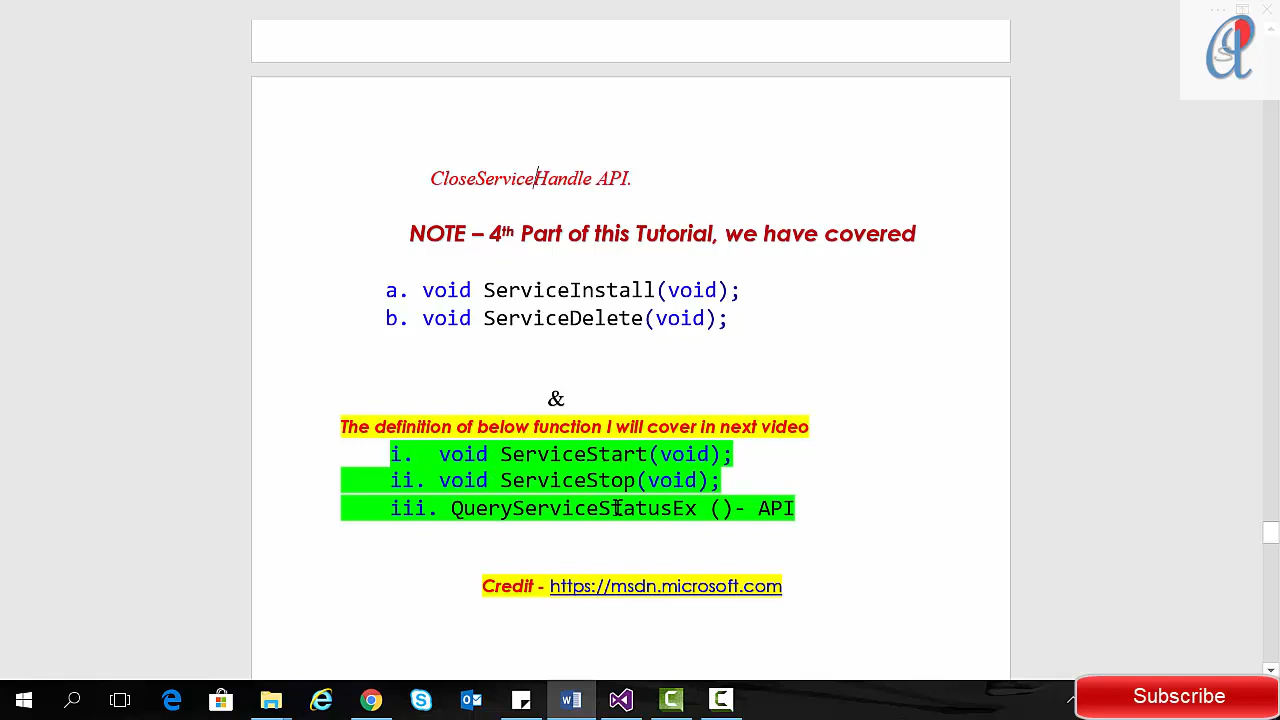 CloseServiceHandle API.
NOTE – 4th Part of this Tutorial, we have covered
a. void ServiceInstall(void);
b. void ServiceDelete(void);
&
The definition of below function I will cover in next video
i. void ServiceStart(void);
ii. void ServiceStop(void);
iii. QueryServiceStatusEx ()- API
Credit - https://msdn.microsoft.com
Subscribe